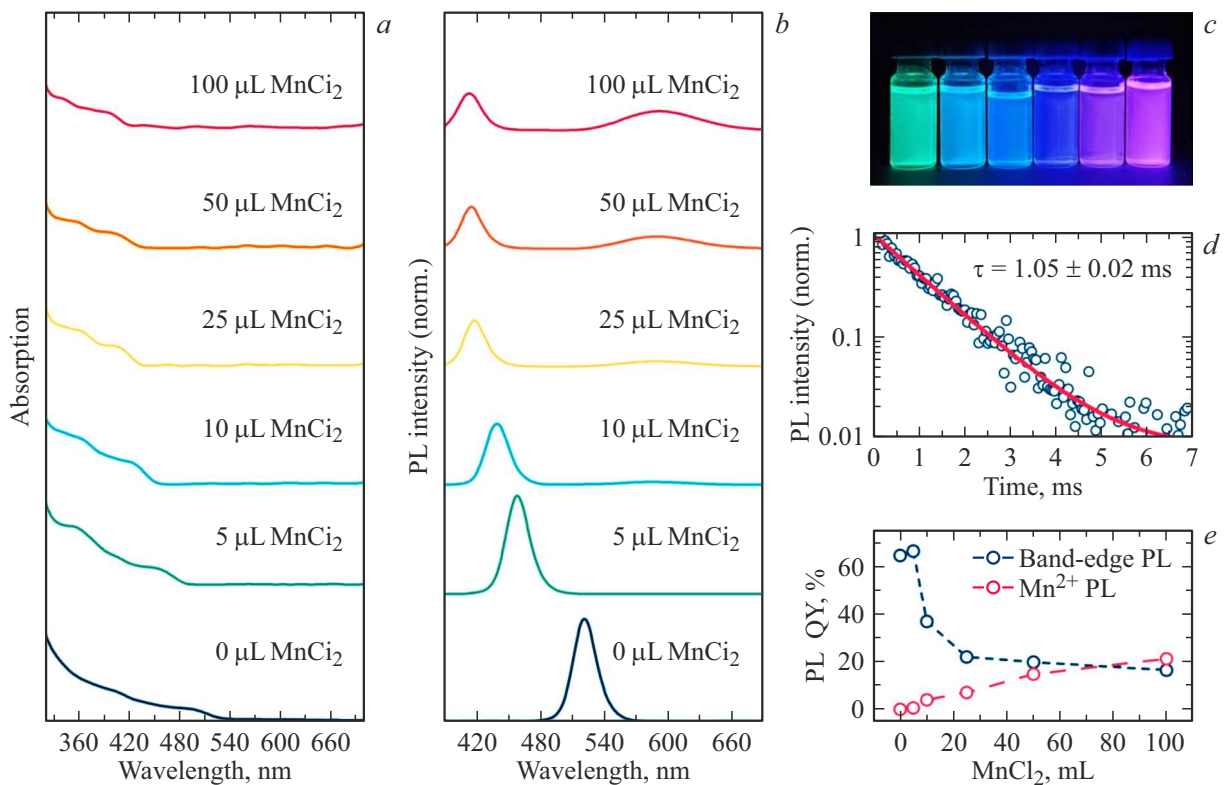 a
100 μL MnCi2
50 μL MnCi2
25 μL MnCi2
10 μL MnCi2
5 μL MnCi2
0 μL MnCi2
Absorption
360 420 480 540 600 660
Wavelength, nm
b
100 μL MnCi2
50 μL MnCi2
25 μL MnCi2
10 μL MnCi2
5 μL MnCi2
0 μL MnCi2
PL intensity (norm.)
420 480 540 600 660
Wavelength, nm
c
d
τ = 1.05 ± 0.02 ms
PL intensity (norm.)
1
0.1
0.01
0 1 2 3 4 5 6 7
Time, ms
e
Band-edge PL
Mn2+ PL
PL QY, %
60
40
20
0
0 20 40 60 80 100
MnCl2, mL